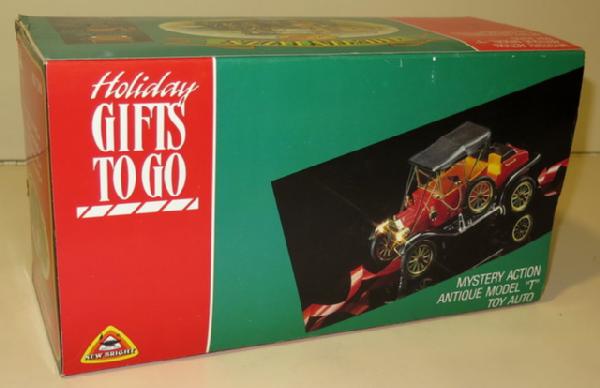 Holiday
GIFTS
TO GO
MYSTERY ACTION
ANTIQUE MODEL "T"
TOY AUTO
NEW BRIGHT